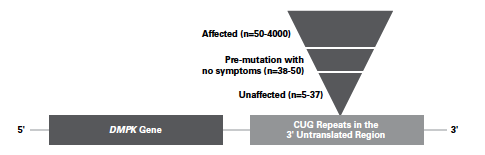 Affected (n=50-4000)
Pre-mutation with
no symptoms (n=38-50)
Unaffected (n=5-37)
5'
DMPK Gene
CUG Repeats in the
3' Untranslated Region
3'